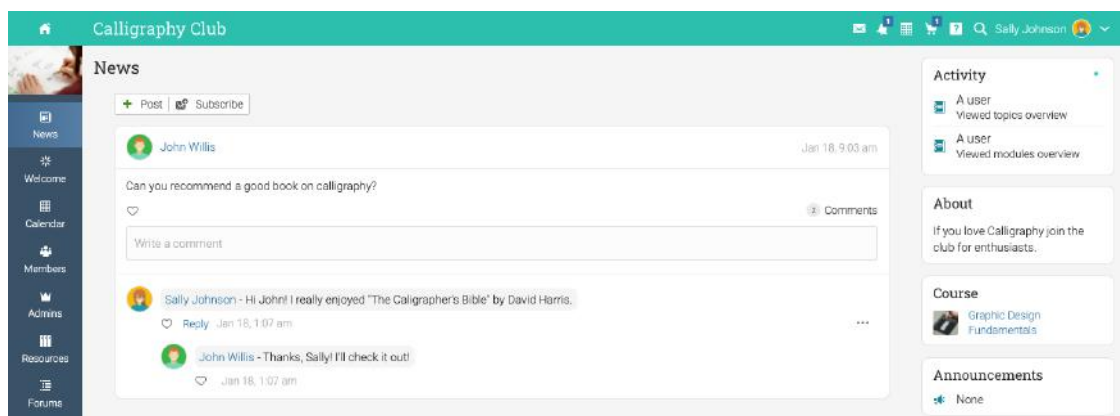 Calligraphy Club
1
1
?
Sally Johnson
News
Welcome
Calendar
Members
Admins
Resources
Forums
News
+ Post
Subscribe
John Willis
Jan 18, 9:03 am
Can you recommend a good book on calligraphy?
2 Comments
Write a comment
Sally Johnson - Hi John! I really enjoyed "The Caligrapher's Bible" by David Harris.
Reply Jan 18, 1:07 am
John Willis - Thanks, Sally! I'll check it out!
Jan 18, 1:07 am
Activity
A user
Viewed topics overview
A user
Viewed modules overview
About
If you love Calligraphy join the
club for enthusiasts.
Course
Graphic Design
Fundamentals
Announcements
None